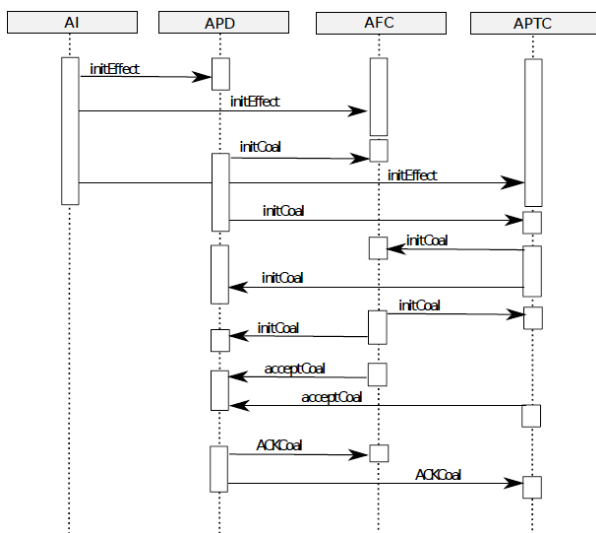 AI APD AFC APTC
initEffect
initEffect
initCoal
initEffect
initCoal
initCoal
initCoal
initCoal
initCoal
acceptCoal
acceptCoal
ACKCoal
ACKCoal